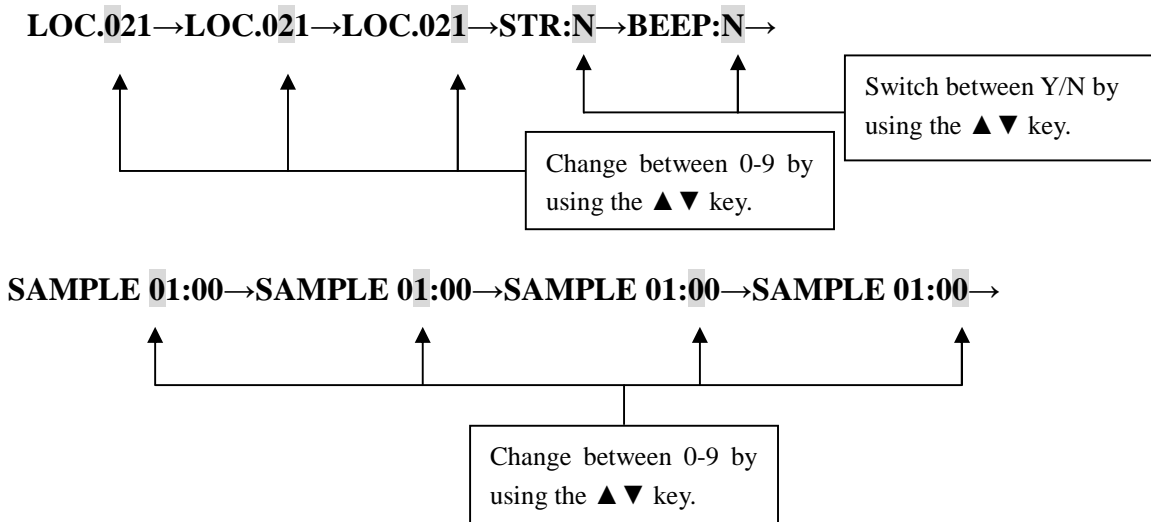 LOC.021→LOC.021→LOC.021→STR:N→BEEP:N→
Switch between Y/N by
using the ▲▼ key.
Change between 0-9 by
using the ▲▼ key.
SAMPLE 01:00→SAMPLE 01:00→SAMPLE 01:00→SAMPLE 01:00→
Change between 0-9 by
using the ▲▼ key.